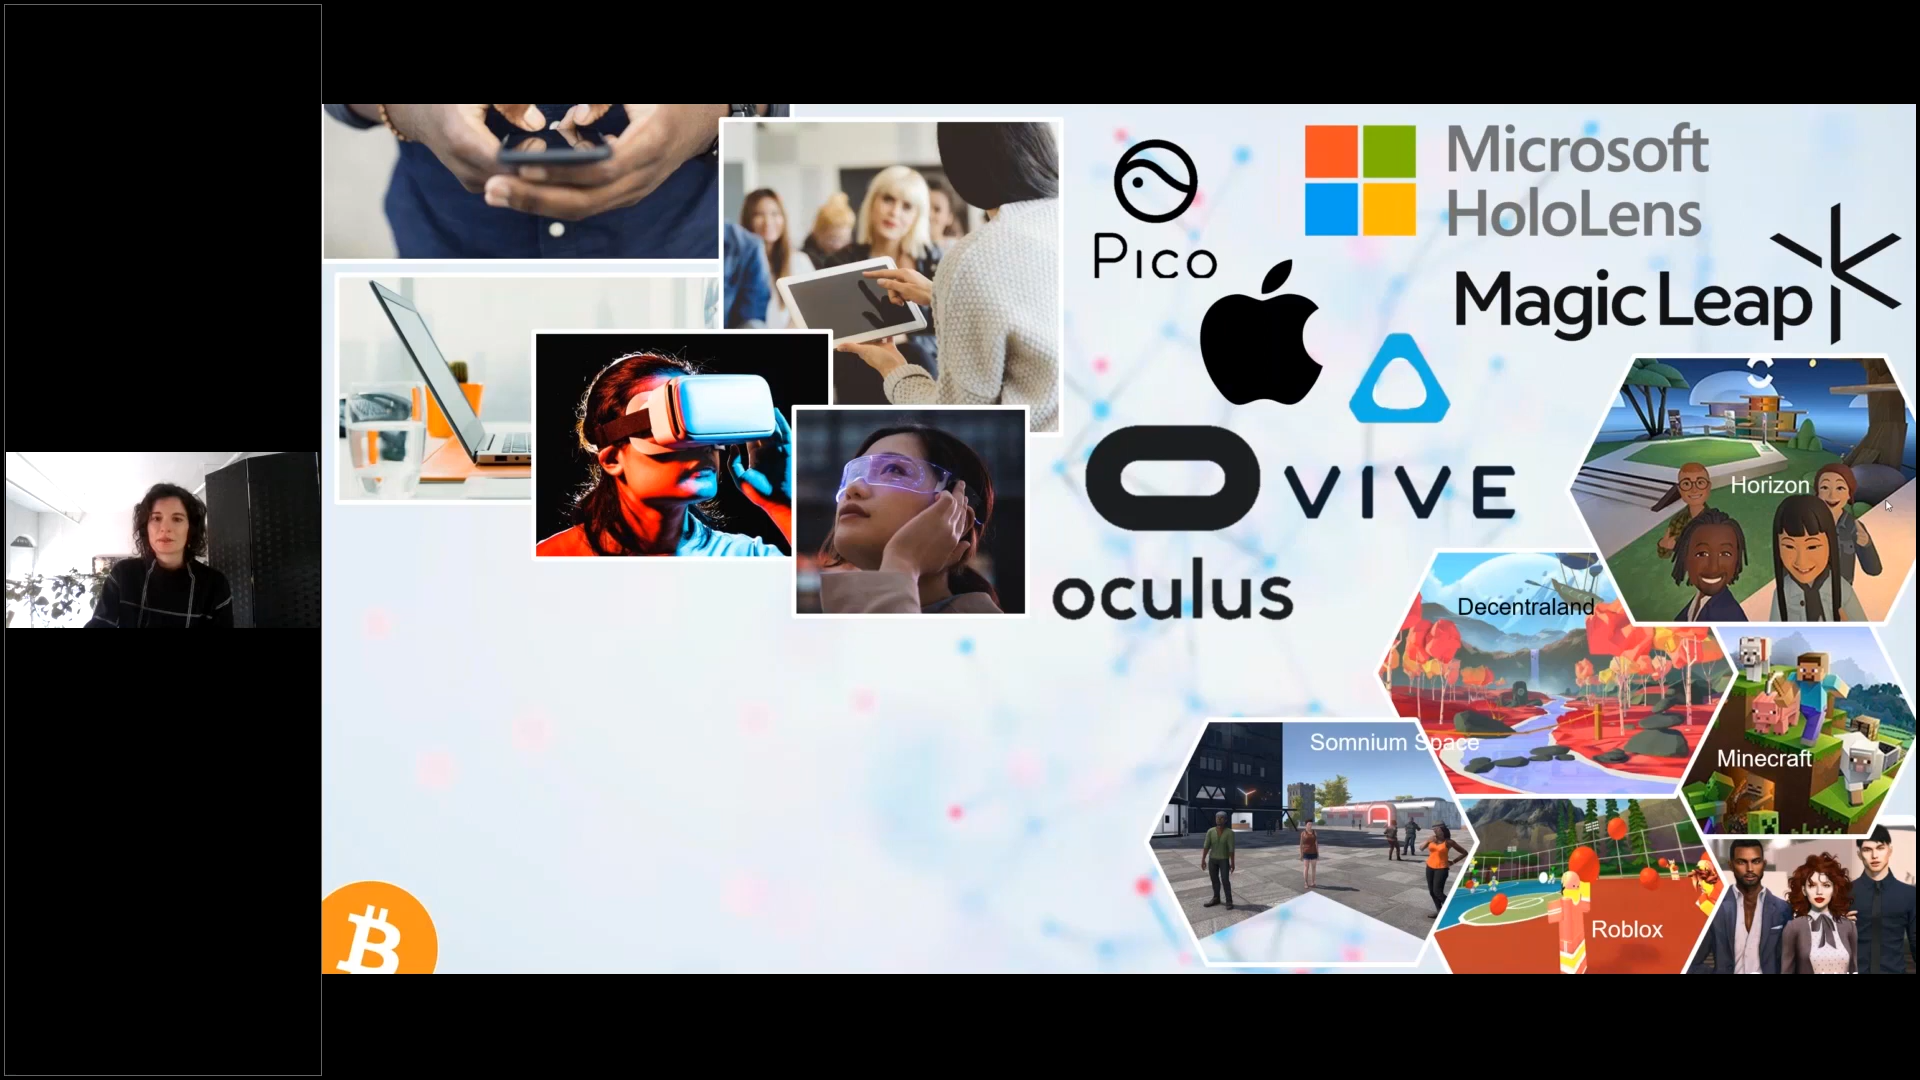 Pico
Microsoft
HoloLens
Magic Leap
VIVE
oculus
Horizon
Decentraland
Minecraft
Somnium Space
Roblox